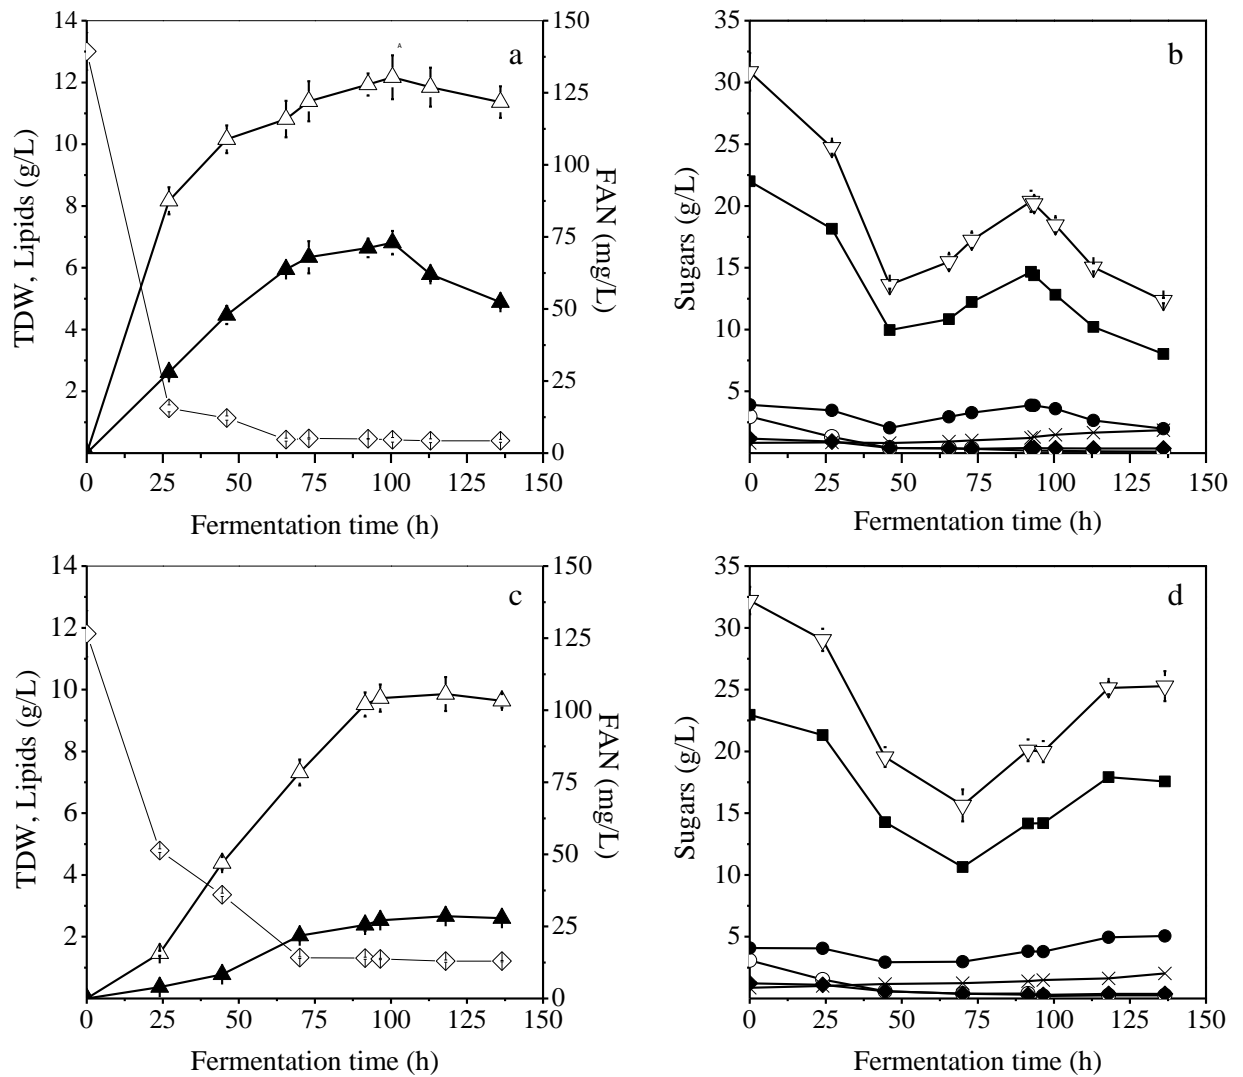 a
14
12
10
8
6
4
2
TDW, Lipids (g/L)
150
125
100
75
50
25
0
FAN (mg/L)
A
0 25 50 75 100 125 150
Fermentation time (h)
b
35
30
25
20
15
10
5
Sugars (g/L)
0 25 50 75 100 125 150
Fermentation time (h)
c
14
12
10
8
6
4
2
TDW, Lipids (g/L)
150
125
100
75
50
25
0
FAN (mg/L)
0 25 50 75 100 125 150
Fermentation time (h)
d
35
30
25
20
15
10
5
Sugars (g/L)
0 25 50 75 100 125 150
Fermentation time (h)